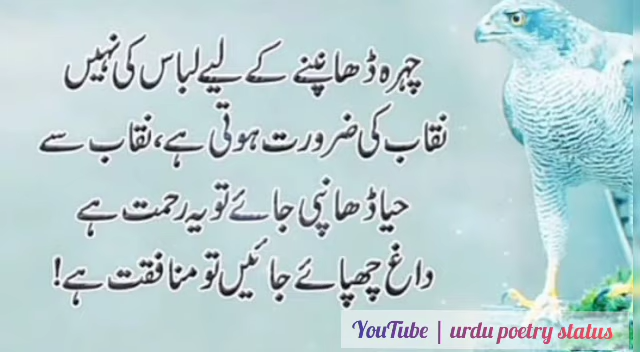 چہرہ ڈھانپنے کے لیے لباس کی نہیں
نقاب کی ضرورت ہوتی ہے، نقاب سے
حیا ڈھانپی جائے تو یہ رحمت ہے
داغ چھپائے جائیں تو منافقت ہے!
YouTube | urdu poetry status